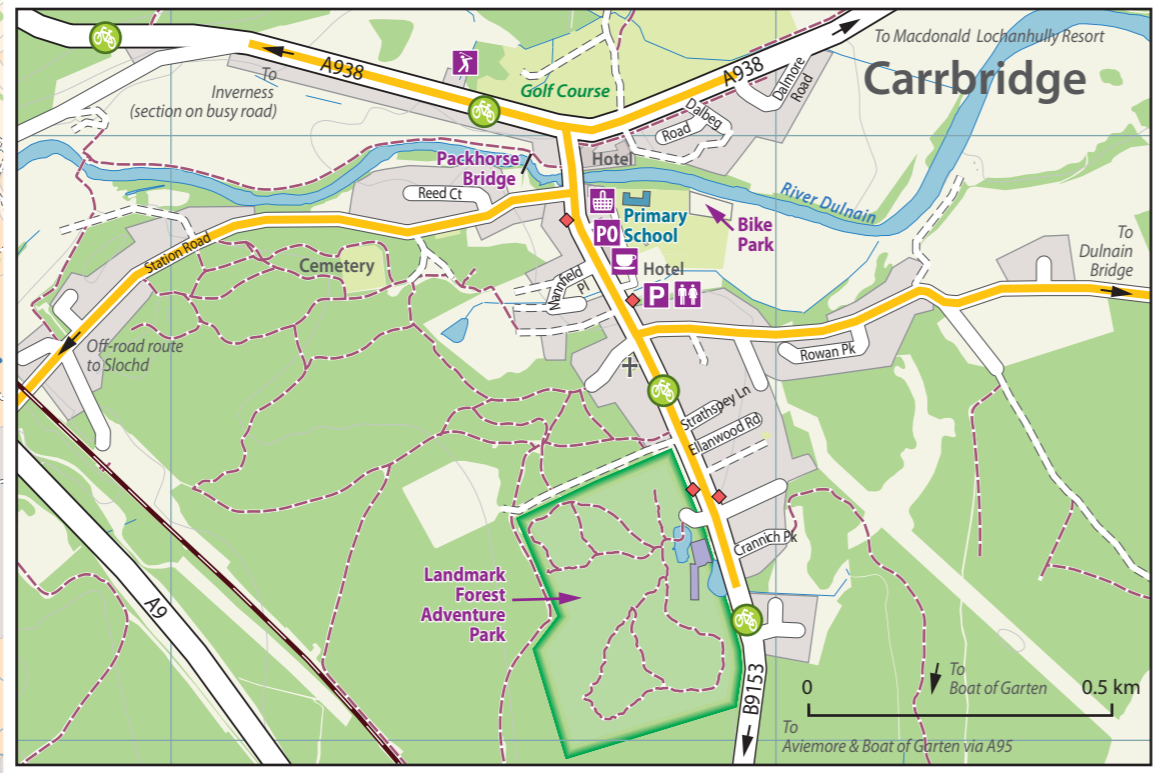 To Macdonald Lochanhully Resort
Carrbridge
A938
To
Inverness
(section on busy road)
Golf Course
A938
Dalmore
Road
Dalbeg
Road
Packhorse
Bridge
Hotel
Reed Ct
River Dulnain
Primary
School
PO
Bike
Park
Station Road
Cemetery
Hotel
Mannfield
Pl
P
To
Dulnain
Bridge
Off-road route
to Slochd
Rowan Pk
Strathspey Ln
Ellanwood Rd
Crannich Pk
Landmark
Forest
Adventure
Park
A9
B9153
To
Boat of Garten
0
0.5 km
To
Aviemore & Boat of Garten via A95